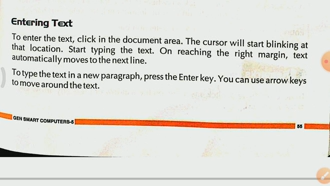 Entering Text
To enter the text, click in the document area. The cursor will start blinking at
that location. Start typing the text. On reaching the right margin, text
automatically moves to the next line.
To type the text in a new paragraph, press the Enter key. You can use arrow keys
to move around the text.
GEN SMART COMPUTERS-5
55